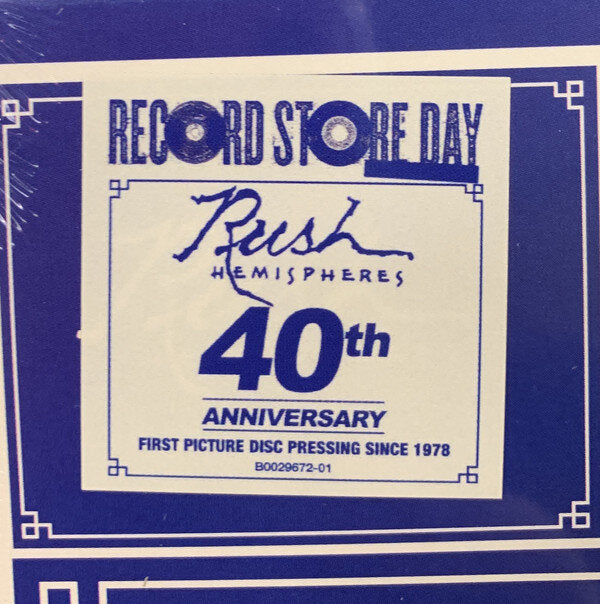 RECORD STORE DAY
Rush
HEMISPHERES
40th
ANNIVERSARY
FIRST PICTURE DISC PRESSING SINCE 1978
B0029672-01